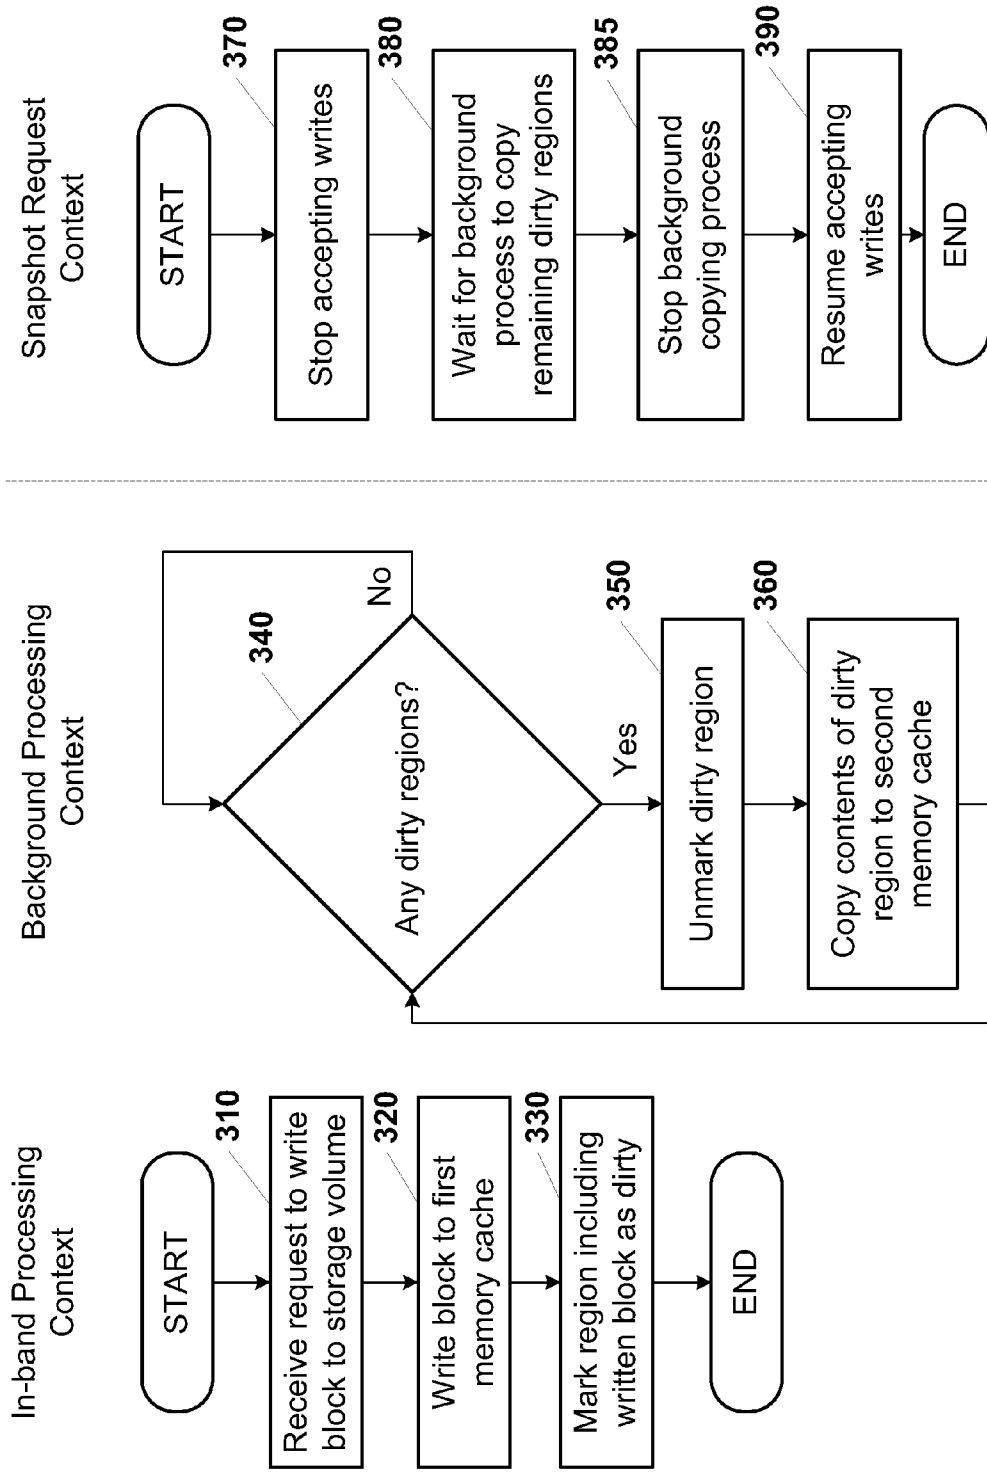 In-band Processing
Context
START
310
Receive request to write
block to storage volume
320
Write block to first
memory cache
330
Mark region including
written block as dirty
END
Background Processing
Context
340
Any dirty regions?
No
Yes
350
Unmark dirty region
360
Copy contents of dirty
region to second
memory cache
Snapshot Request
Context
START
370
Stop accepting writes
380
Wait for background
process to copy
remaining dirty regions
385
Stop background
copying process
390
Resume accepting
writes
END